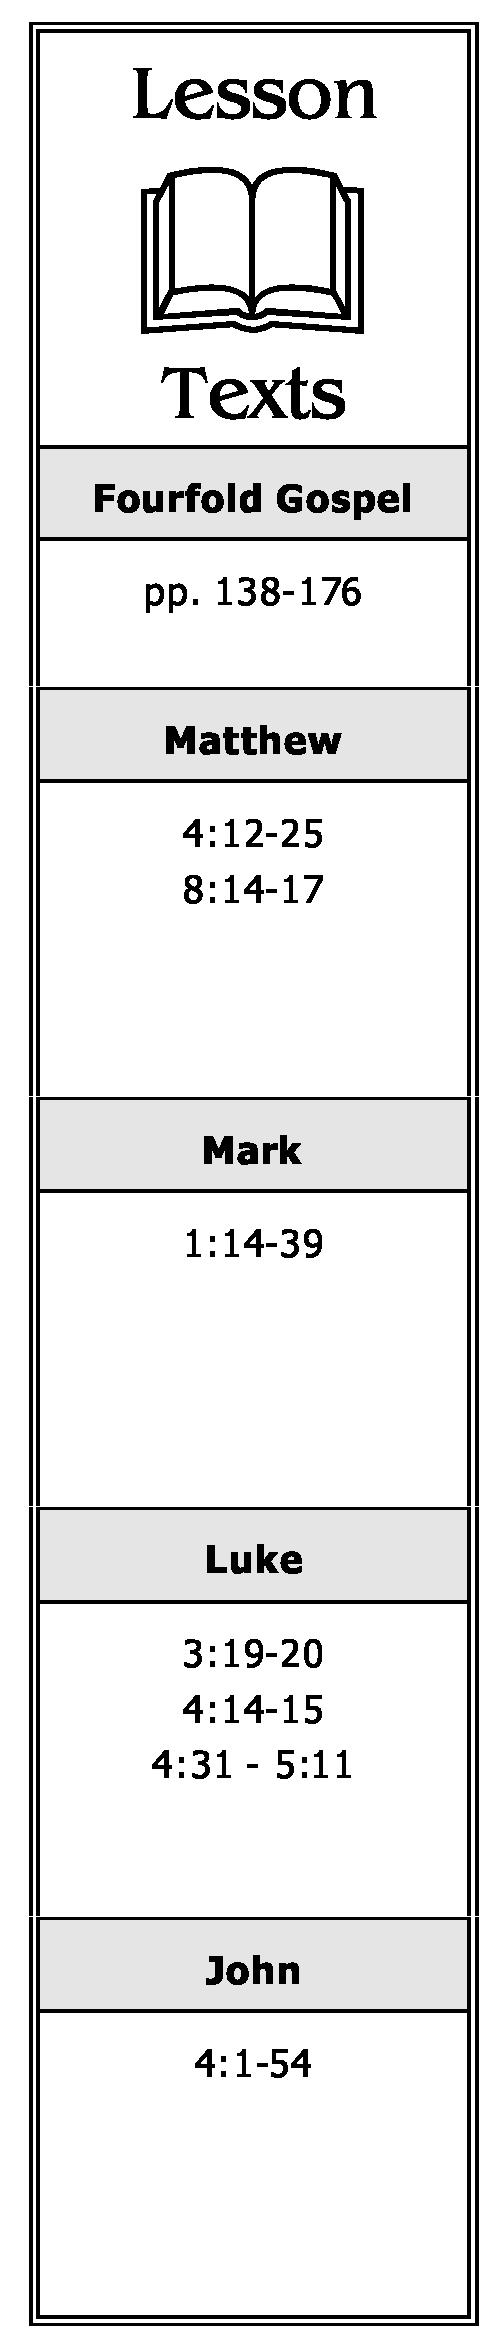 Lesson
Texts
Fourfold Gospel
pp. 138-176
Matthew
4:12-25
8:14-17
Mark
1:14-39
Luke
3:19-20
4:14-15
4:31 - 5:11
John
4:1-54